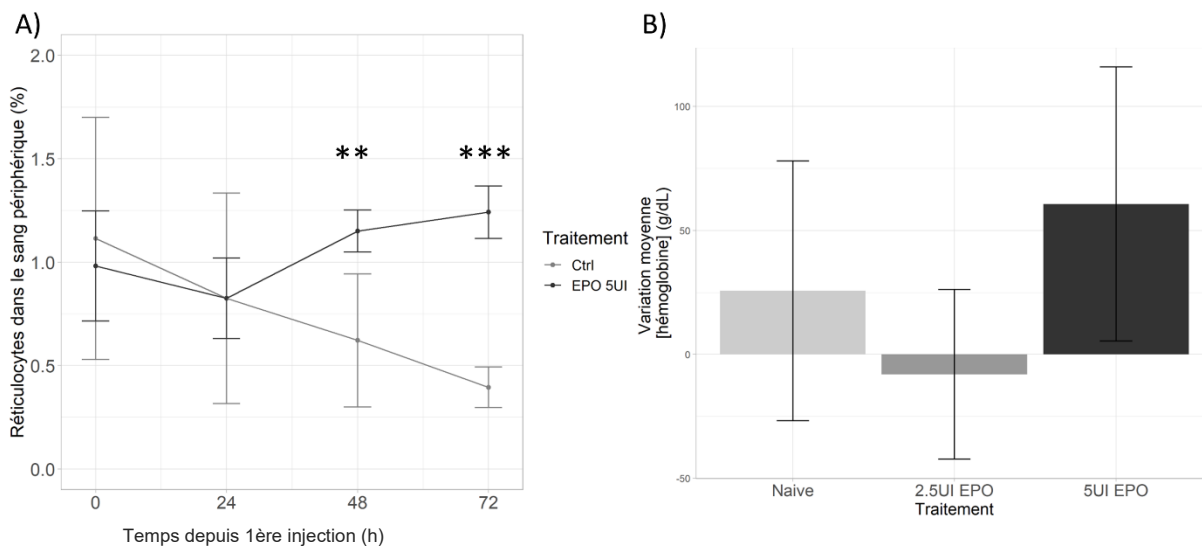 A)
Réticulocytes dans le sang périphérique (%)
2.0
1.5
1.0
0.5
0.0
**
***
0 24 48 72
Temps depuis 1ère injection (h)
Traitement
Ctrl
EPO 5UI
B)
Variation moyenne
[hémoglobine] (g/dL)
100
50
0
-50
Naive 2.5UI EPO 5UI EPO
Traitement